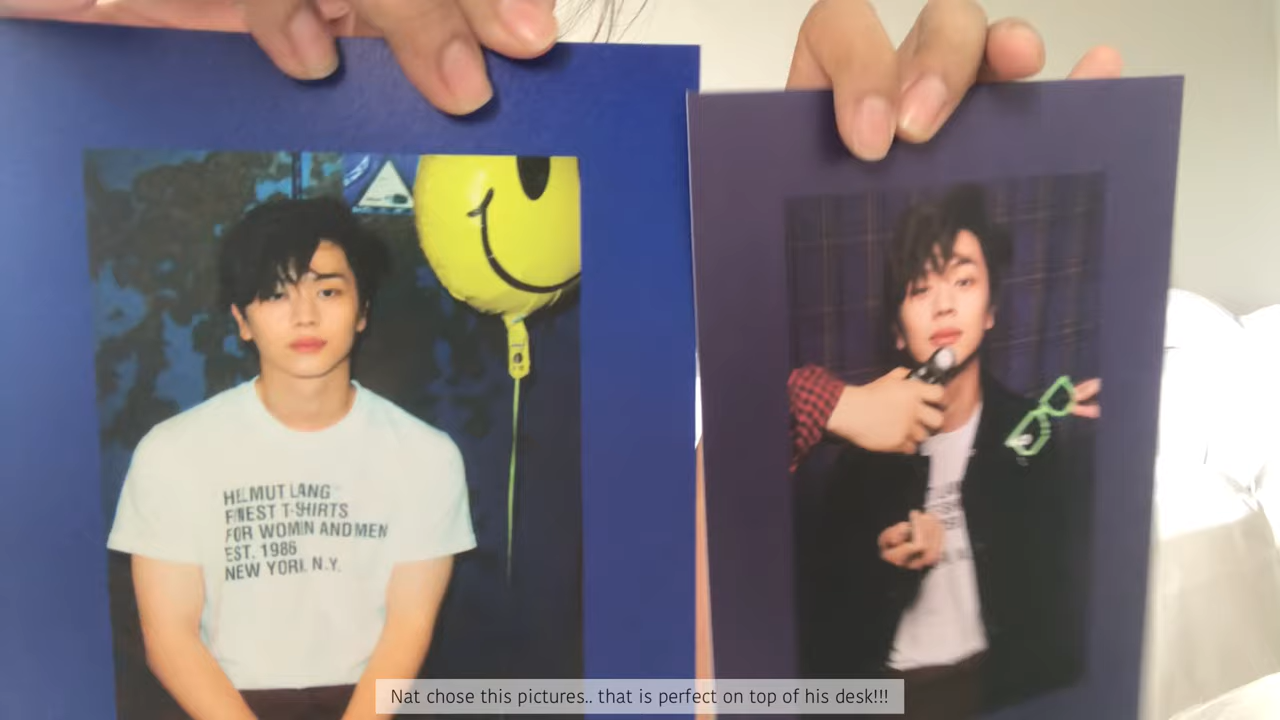 HELMUT LANG
FINEST T-SHIRTS
FOR WOMIN AND MEN
EST. 1986
NEW YORK N.Y.
Nat chose this pictures.. that is perfect on top of his desk!!!